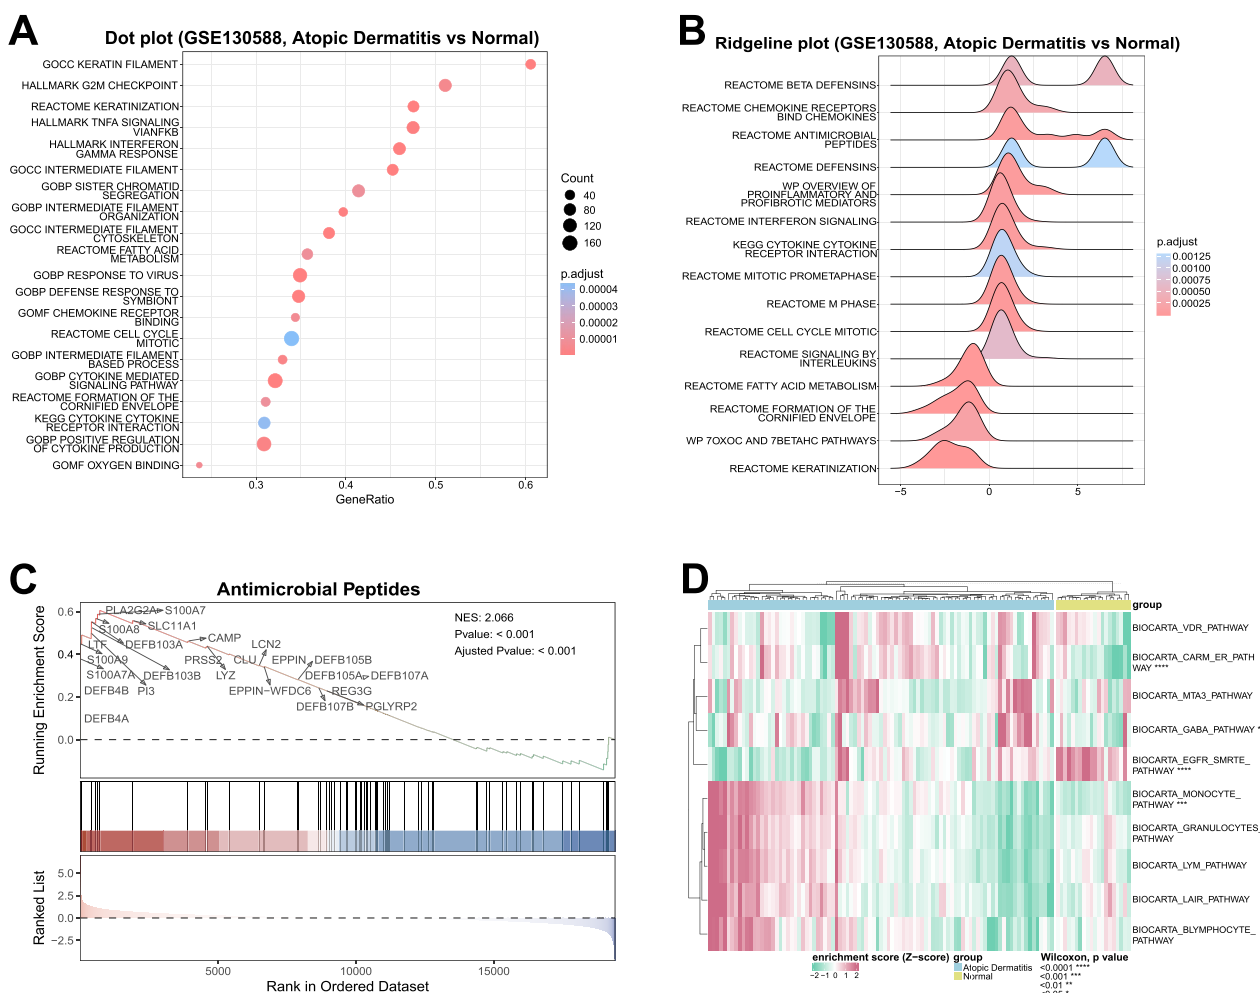 A
Dot plot (GSE130588, Atopic Dermatitis vs Normal)
GOCC KERATIN FILAMENT
HALLMARK G2M CHECKPOINT
REACTOME KERATINIZATION
HALLMARK TNFA SIGNALING
VIANFKB
HALLMARK INTERFERON
GAMMA RESPONSE
GOCC INTERMEDIATE FILAMENT
GOBP SISTER CHROMATID
SEGREGATION
GOBP INTERMEDIATE FILAMENT
ORGANIZATION
GOCC INTERMEDIATE FILAMENT
CYTOSKELETON
REACTOME FATTY ACID
METABOLISM
GOBP RESPONSE TO VIRUS
GOBP DEFENSE RESPONSE TO
SYMBIONT
GOMF CHEMOKINE RECEPTOR
BINDING
REACTOME CELL CYCLE
MITOTIC
GOBP INTERMEDIATE FILAMENT
BASED PROCESS
GOBP CYTOKINE MEDIATED
SIGNALING PATHWAY
REACTOME FORMATION OF THE
CORNIFIED ENVELOPE
KEGG CYTOKINE CYTOKINE
RECEPTOR INTERACTION
GOBP POSITIVE REGULATION
OF CYTOKINE PRODUCTION
GOMF OXYGEN BINDING
0.3 0.4 0.5 0.6
GeneRatio
Count
40
80
120
160
p.adjust
0.00004
0.00003
0.00002
0.00001
B
Ridgeline plot (GSE130588, Atopic Dermatitis vs Normal)
REACTOME BETA DEFENSINS
REACTOME CHEMOKINE RECEPTORS
BIND CHEMOKINES
REACTOME ANTIMICROBIAL
PEPTIDES
REACTOME DEFENSINS
WP OVERVIEW OF
PROINFLAMMATORY AND
PROFIBROTIC MEDIATORS
REACTOME INTERFERON SIGNALING
KEGG CYTOKINE CYTOKINE
RECEPTOR INTERACTION
REACTOME MITOTIC PROMETAPHASE
REACTOME M PHASE
REACTOME CELL CYCLE MITOTIC
REACTOME SIGNALING BY
INTERLEUKINS
REACTOME FATTY ACID METABOLISM
REACTOME FORMATION OF THE
CORNIFIED ENVELOPE
WP 7OXOC AND 7BETAHC PATHWAYS
REACTOME KERATINIZATION
−5 0 5
p.adjust
0.00125
0.00100
0.00075
0.00050
0.00025
C
Antimicrobial Peptides
Running Enrichment Score
0.6
0.4
0.2
0.0
NES: 2.066
Pvalue: < 0.001
Ajusted Pvalue: < 0.001
PLA2G2A S100A7
S100A8 SLC11A1
LTF DEFB103A CAMP
LCN2
S100A9 PRSS2 CLU EPPIN DEFB105B
S100A7A DEFB103B LYZ DEFB105A DEFB107A
DEFB4B PI3 EPPIN−WFDC6 REG3G
DEFB107B PGLYRP2
DEFB4A
Ranked List
5.0
2.5
0.0
−2.5
5000 10000 15000
Rank in Ordered Dataset
D
group
BIOCARTA_VDR_PATHWAY
BIOCARTA_CARM_ER_PATH
WAY ****
BIOCARTA_MTA3_PATHWAY
BIOCARTA_GABA_PATHWAY *
BIOCARTA_EGFR_SMRTE_
PATHWAY ****
BIOCARTA_MONOCYTE_
PATHWAY ***
BIOCARTA_GRANULOCYTES_
PATHWAY
BIOCARTA_LYM_PATHWAY
BIOCARTA_LAIR_PATHWAY
BIOCARTA_BLYMPHOCYTE_
PATHWAY
enrichment score (Z−score) group Wilcoxon, p value
−2 −1 0 1 2
Atopic Dermatitis
Normal
<0.0001 ****
<0.001 ***
<0.01 **
<0.05 *